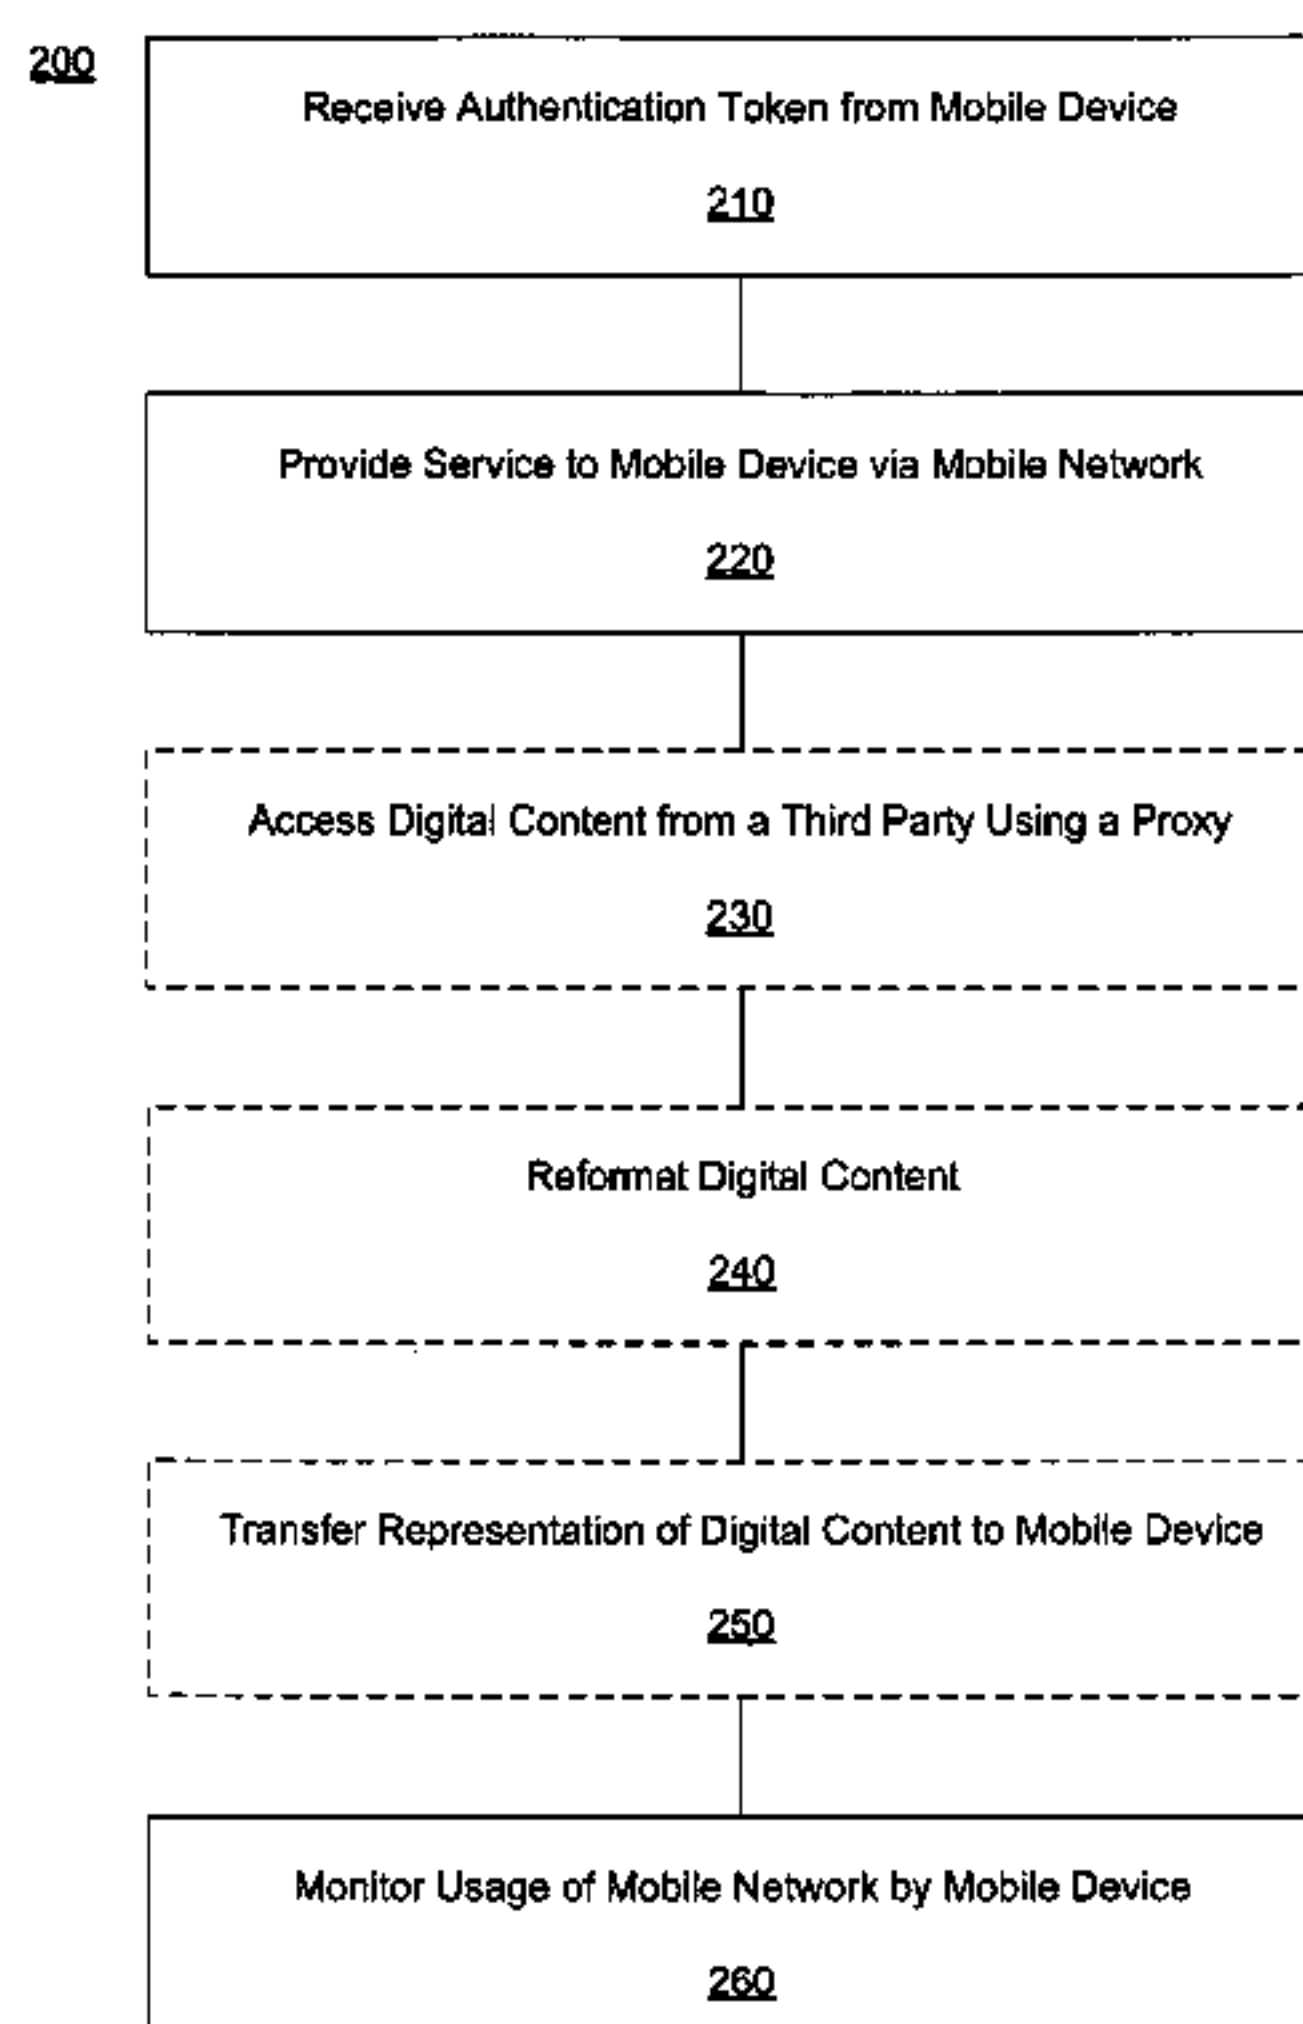 200
Receive Authentication Token from Mobile Device
210
Provide Service to Mobile Device via Mobile Network
220
Access Digital Content from a Third Party Using a Proxy
230
Reformat Digital Content
240
Transfer Representation of Digital Content to Mobile Device
250
Monitor Usage of Mobile Network by Mobile Device
260